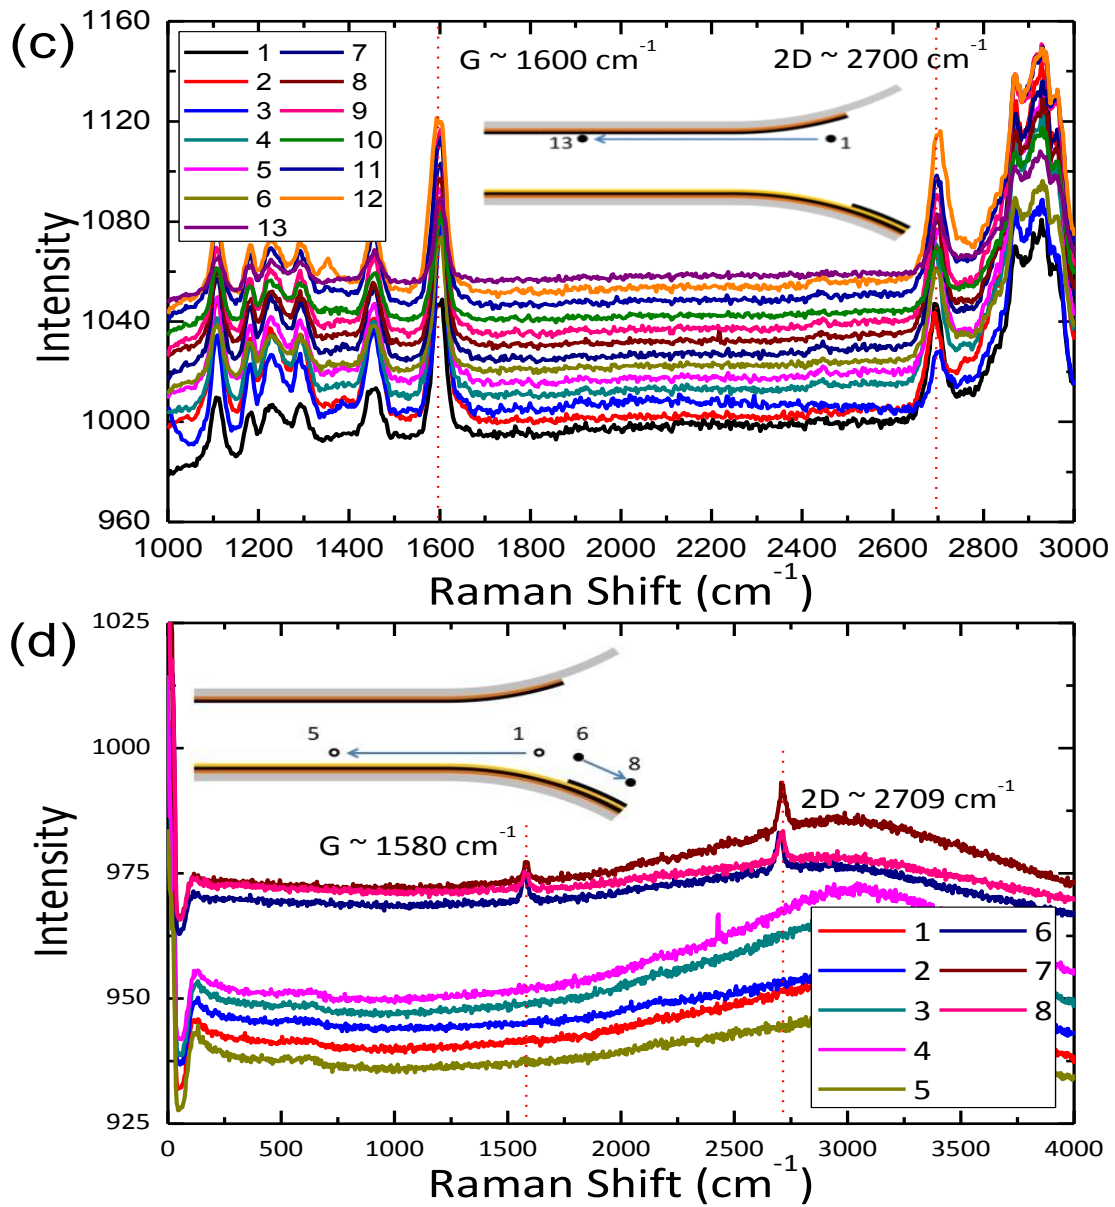 (c)
1160
1120
1080
1040
1000
960
Intensity
1 7
2 8
3 9
4 10
5 11
6 12
13
G ~ 1600 cm-1
2D ~ 2700 cm-1
13 1
1000 1200 1400 1600 1800 2000 2200 2400 2600 2800 3000
Raman Shift (cm-1)
(d)
1025
1000
975
950
925
Intensity
5 1 6
8
G ~ 1580 cm-1
2D ~ 2709 cm-1
1 6
2 7
3 8
4
5
0 500 1000 1500 2000 2500 3000 3500 4000
Raman Shift (cm-1)